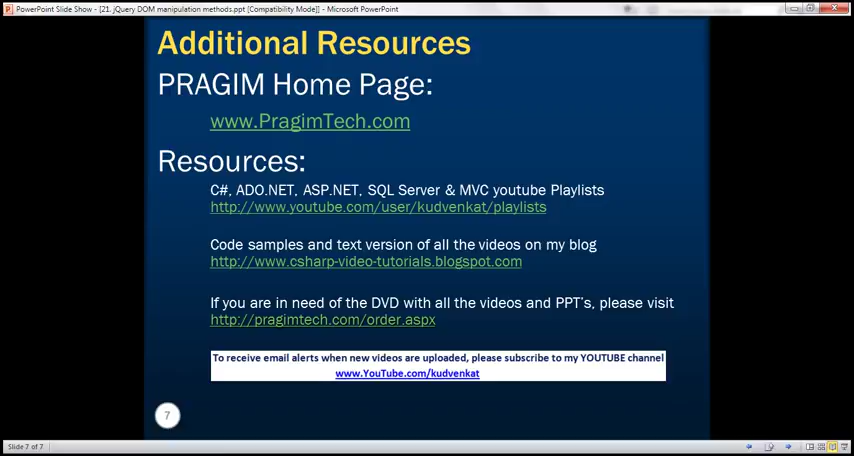 PowerPoint Slide Show - [21. jQuery DOM manipulation methods.ppt [Compatibility Mode]] - Microsoft PowerPoint
Additional Resources
PRAGIM Home Page:
www.PragimTech.com
Resources:
C#, ADO.NET, ASP.NET, SQL Server & MVC youtube Playlists
http://www.youtube.com/user/kudvenkat/playlists
Code samples and text version of all the videos on my blog
http://www.csharp-video-tutorials.blogspot.com
If you are in need of the DVD with all the videos and PPT's, please visit
http://pragimtech.com/order.aspx
To receive email alerts when new videos are uploaded, please subscribe to my YOUTUBE channel
www.YouTube.com/kudvenkat
7
Slide 7 of 7